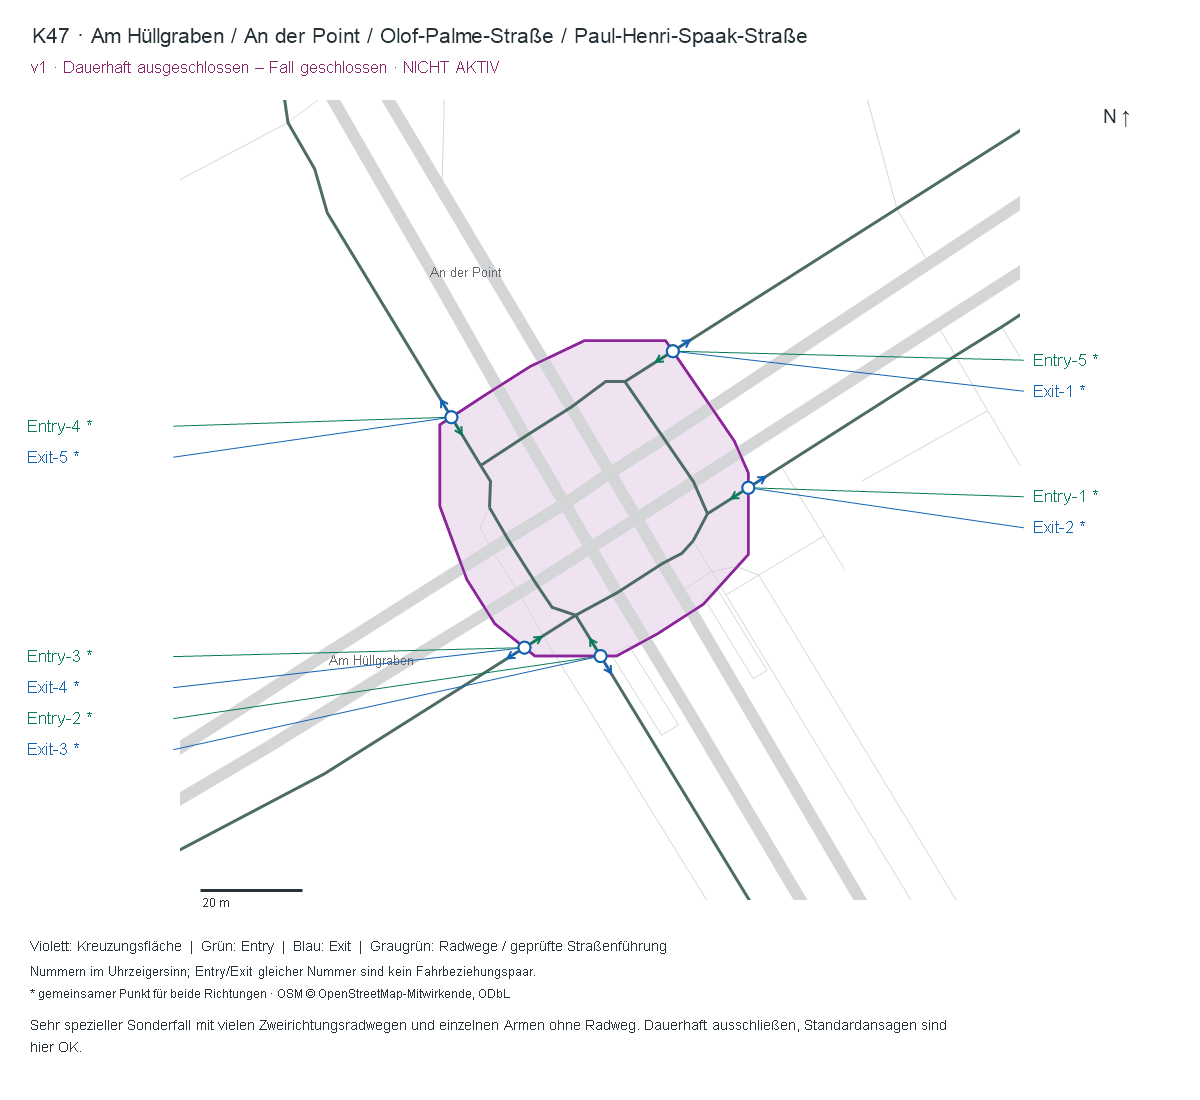 K47 · Am Hüllgraben / An der Point / Olof-Palme-Straße / Paul-Henri-Spaak-Straße
v1 · Dauerhaft ausgeschlossen – Fall geschlossen · NICHT AKTIV
N ↑
An der Point
Entry-5 *
Exit-1 *
Entry-4 *
Exit-5 *
Entry-1 *
Exit-2 *
Entry-3 *
Am Hüllgraben
Exit-4 *
Entry-2 *
Exit-3 *
20 m
Violett: Kreuzungsfläche | Grün: Entry | Blau: Exit | Graugrün: Radwege / geprüfte Straßenführung
Nummern im Uhrzeigersinn; Entry/Exit gleicher Nummer sind kein Fahrbeziehungspaar.
* gemeinsamer Punkt für beide Richtungen · OSM © OpenStreetMap-Mitwirkende, ODbL
Sehr spezieller Sonderfall mit vielen Zweirichtungsradwegen und einzelnen Armen ohne Radweg. Dauerhaft ausschließen, Standardansagen sind
hier OK.